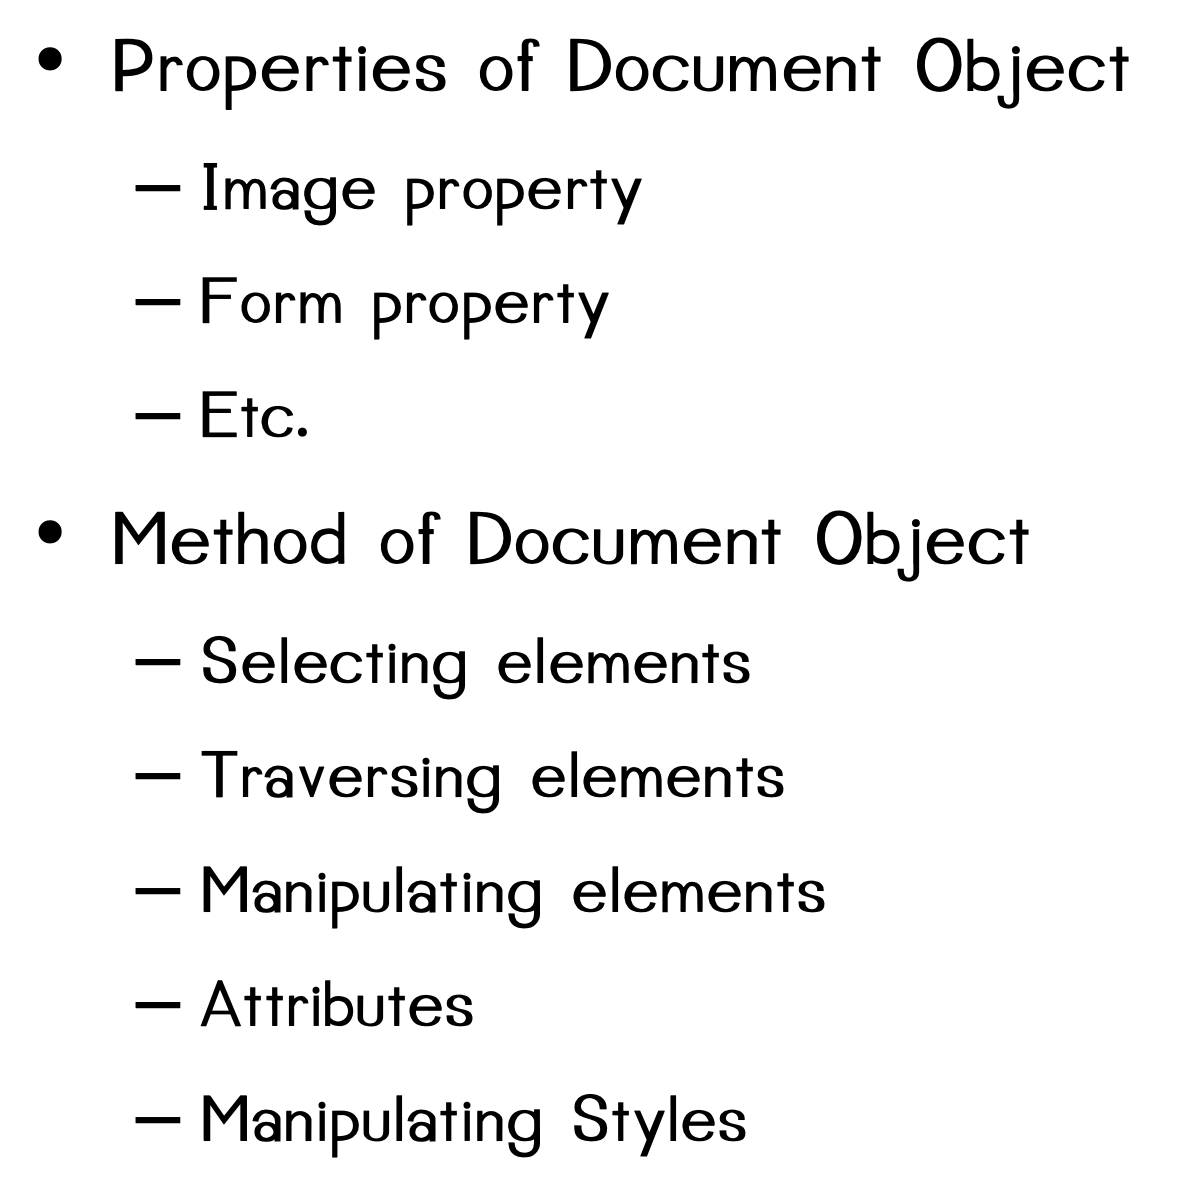 • Properties of Document Object
– Image property
– Form property
– Etc.
• Method of Document Object
– Selecting elements
– Traversing elements
– Manipulating elements
– Attributes
– Manipulating Styles